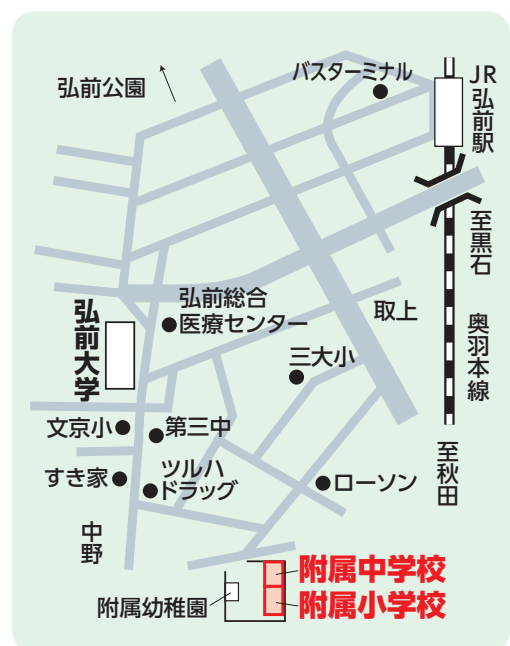 弘前公園
バスターミナル
JR
弘前駅
至黒石
弘前総合
医療センター
取上
奥羽本線
弘前大学
三大小
文京小
第三中
至秋田
すき家
ツルハ
ドラッグ
ローソン
中野
附属中学校
附属小学校
附属幼稚園